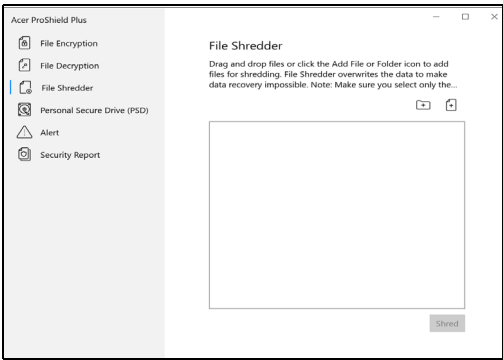 Acer ProShield Plus
File Encryption
File Decryption
File Shredder
Personal Secure Drive (PSD)
Alert
Security Report
File Shredder
Drag and drop files or click the Add File or Folder icon to add
files for shredding. File Shredder overwrites the data to make
data recovery impossible. Note: Make sure you select only the...
Shred